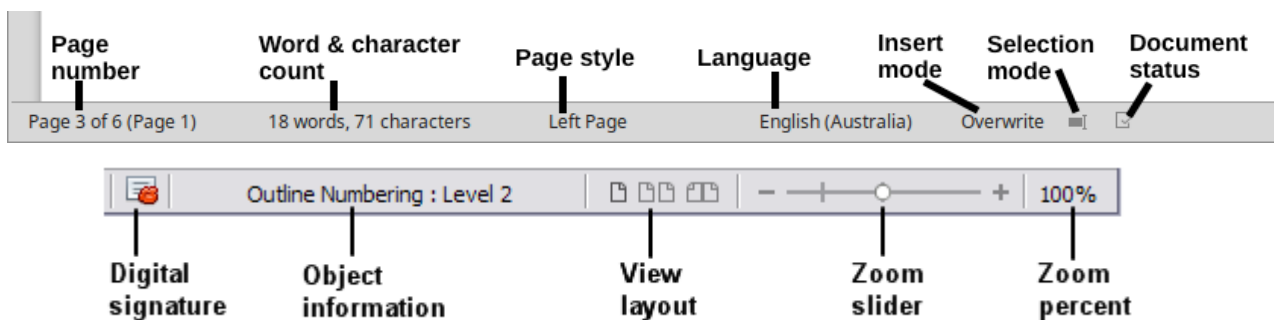 Page number
Word & character count
Page style
Language
Insert mode
Selection mode
Document status
Page 3 of 6 (Page 1)
18 words, 71 characters
Left Page
English (Australia)
Overwrite
Outline Numbering : Level 2
100%
Digital signature
Object information
View layout
Zoom slider
Zoom percent